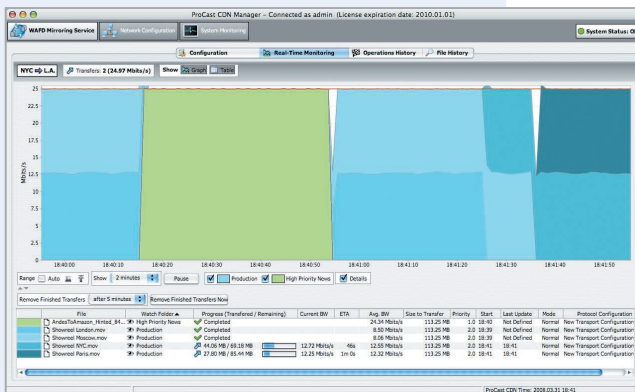 ProCast CDN Manager – Connected as admin (License expiration date: 2010.01.01)
WAFD Mirroring Service Network Configuration System Monitoring System Status: O
Configuration Real-Time Monitoring Operations History File History
NYC L.A. Transfers: 2 (24.97 Mbits/s) Show Graph Table
25
22.5
20
17.5
15
12.5
10
7.5
5
2.5
0
Mbits/s
18:40:00 18:40:10 18:40:20 18:40:30 18:40:40 18:40:50 18:41:00 18:41:10 18:41:20 18:41:30 18:41:40 18:41:50
Range Auto Show 2 minutes Pause Production High Priority News Details
Remove Finished Transfers after 5 minutes Remove Finished Transfers Now
File Watch Folder Progress (Transfered / Remaining) Current BW ETA Avg. BW Size to Transfer Priority Start Last Update Mode Protocol Configuration
AndesToAmazon_Hinted_84... High Priority News Completed 24.34 Mbits/s 113.25 MB 1.0 18:40 Not Defined Normal New Transport Configuration
Showreel London.mov Production Completed 8.50 Mbits/s 113.25 MB 2.0 18:39 Not Defined Normal New Transport Configuration
Showreel Moscow.mov Production Completed 8.06 Mbits/s 113.25 MB 2.0 18:39 Not Defined Normal New Transport Configuration
Showreel NYC.mov Production 44.06 MB / 69.18 MB 12.72 Mbits/s 46s 12.55 Mbits/s 113.25 MB 2.0 18:41 18:41 Normal New Transport Configuration
Showreel Paris.mov Production 27.80 MB / 85.44 MB 12.25 Mbits/s 1m 0s 12.32 Mbits/s 113.25 MB 2.0 18:41 18:41 Normal New Transport Configuration
ProCast CDN Time: 2008.03.31 18:41